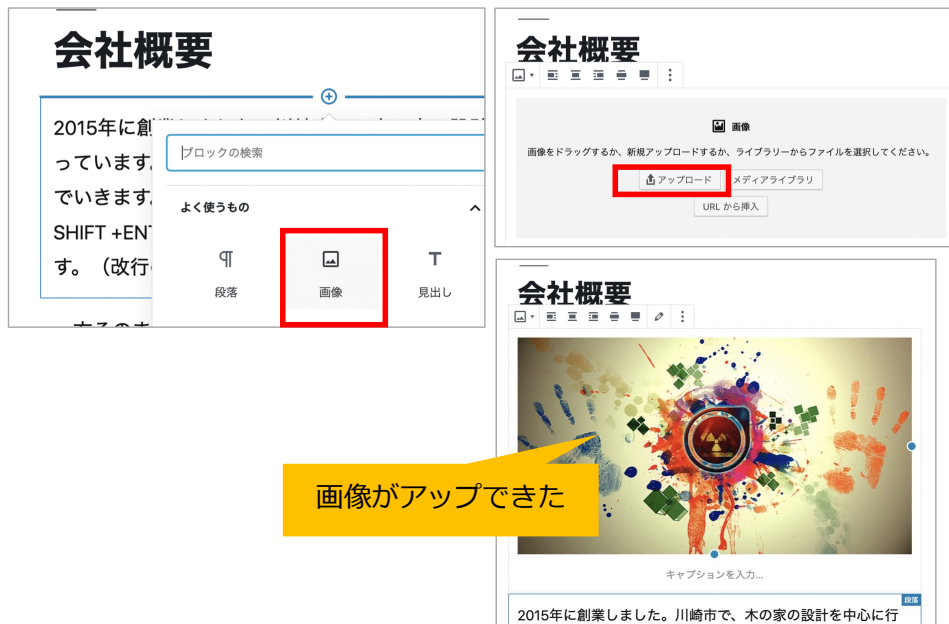 会社概要
2015年に創
っています。
でいきます。
SHIFT +EN
す。（改行
ブロックの検索
よく使うもの
段落
画像
見出し
会社概要
画像
画像をドラッグするか、新規アップロードするか、ライブラリーからファイルを選択してください。
アップロード
メディアライブラリ
URL から挿入
会社概要
画像がアップできた
キャプションを入力...
段落
2015年に創業しました。川崎市で、木の家の設計を中心に行